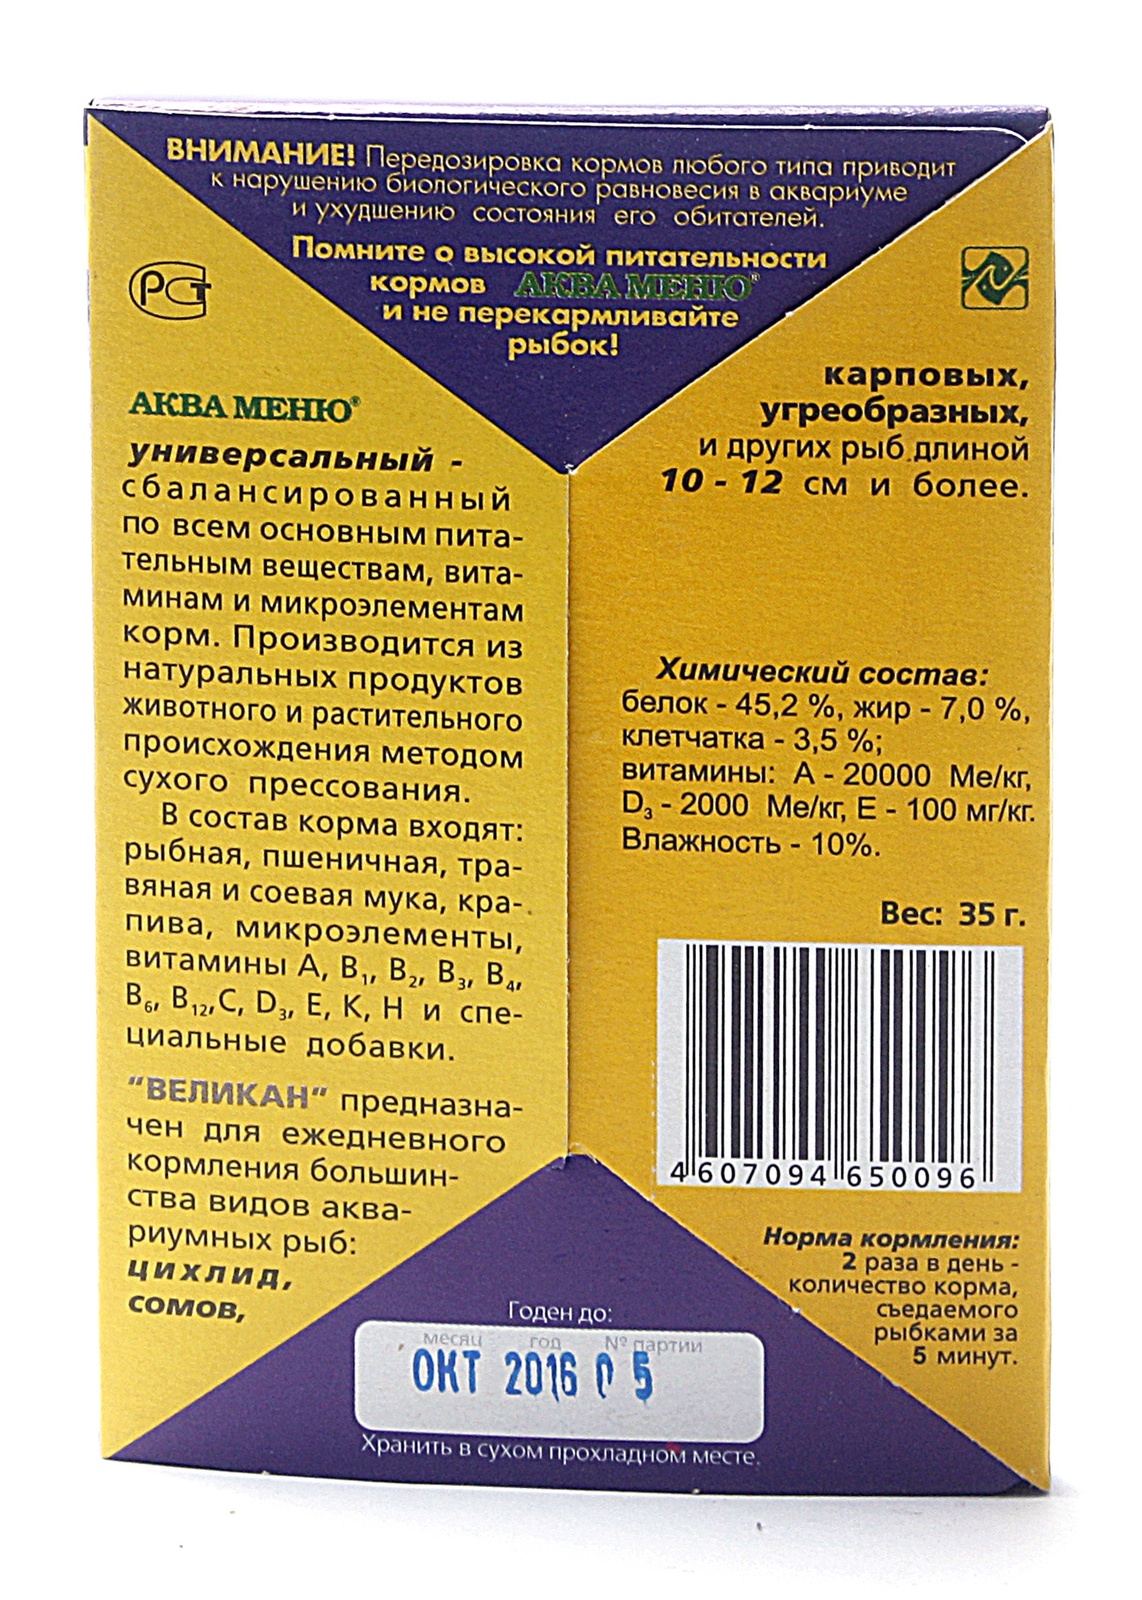 ВНИМАНИЕ! Передозировка кормов любого типа приводит
к нарушению биологического равновесия в аквариуме
и ухудшению состояния его обитателей.
Помните о высокой питательности
кормов АКВА МЕНЮ®
и не перекармливайте
рыбок!
РСТ
АКВА МЕНЮ®
универсальный -
сбалансированный
по всем основным пита-
тельным веществам, вита-
минам и микроэлементам
корм. Производится из
натуральных продуктов
животного и растительного
происхождения методом
сухого прессования.
В состав корма входят:
рыбная, пшеничная, тра-
вяная и соевая мука, кра-
пива, микроэлементы,
витамины А, В₁, В₂, В₃, В₄,
В₆, В₁₂,С, D₃, Е, К, Н и спе-
циальные добавки.
"ВЕЛИКАН" предназна-
чен для ежедневного
кормления большин-
ства видов аква-
риумных рыб:
цихлид,
сомов,
карповых,
угреобразных,
и других рыб длиной
10 - 12 см и более.
Химический состав:
белок - 45,2 %, жир - 7,0 %,
клетчатка - 3,5 %;
витамины: А - 20000 Ме/кг,
D₃ - 2000 Ме/кг, Е - 100 мг/кг.
Влажность - 10%.
Вес: 35 г.
4 607094 650096
Норма кормления:
2 раза в день -
количество корма,
съедаемого
рыбками за
5 минут.
Годен до:
месяц год № партии
ОКТ 2016 0 5
Хранить в сухом прохладном месте.